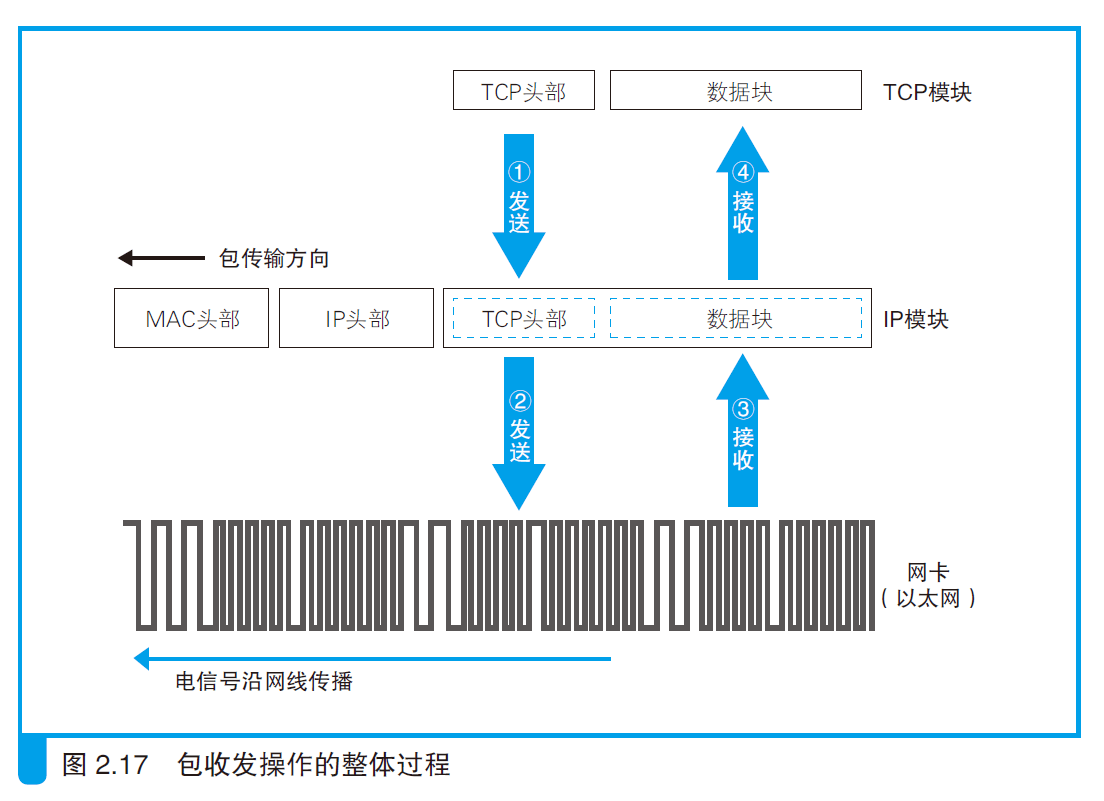 TCP头部 数据块 TCP模块
①发送 ④接收
包传输方向
MAC头部 IP头部 TCP头部 数据块 IP模块
②发送 ③接收
网卡
（以太网）
电信号沿网线传播
图 2.17 包收发操作的整体过程